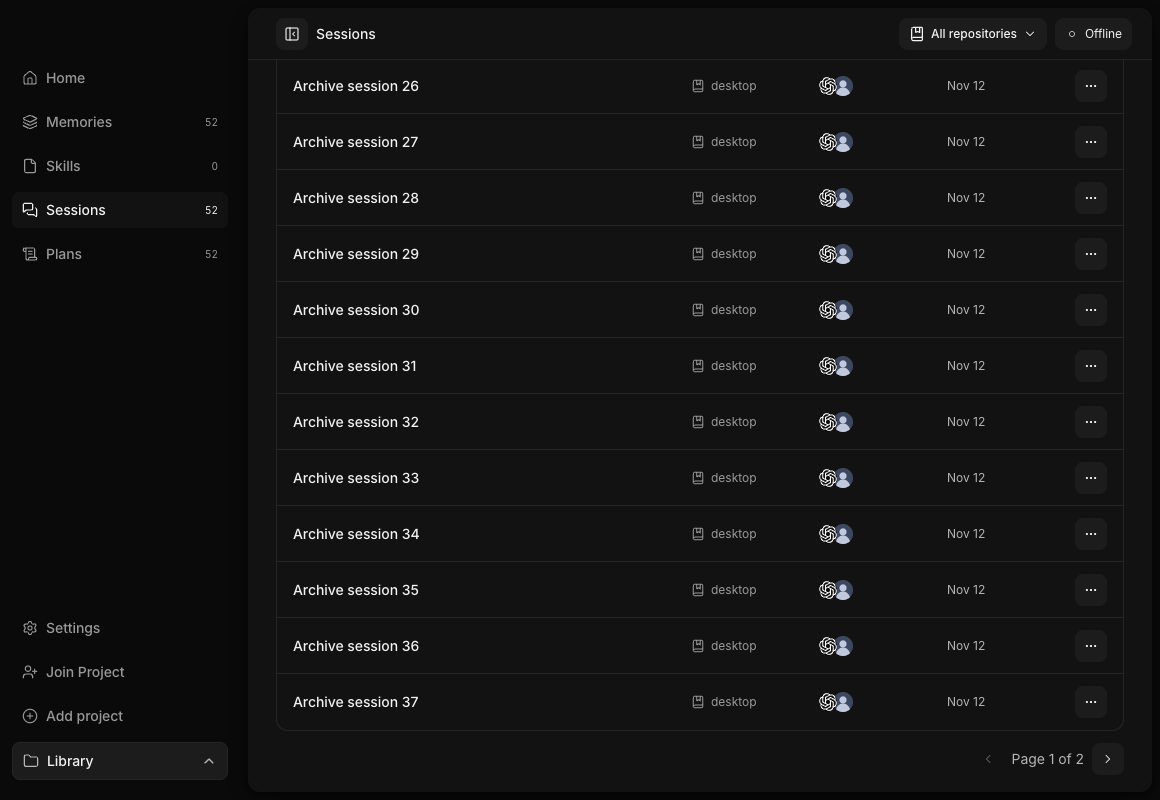 Sessions
All repositories
Offline
Home
Memories 52
Skills 0
Sessions 52
Plans 52
Archive session 26 desktop Nov 12
Archive session 27 desktop Nov 12
Archive session 28 desktop Nov 12
Archive session 29 desktop Nov 12
Archive session 30 desktop Nov 12
Archive session 31 desktop Nov 12
Archive session 32 desktop Nov 12
Archive session 33 desktop Nov 12
Archive session 34 desktop Nov 12
Archive session 35 desktop Nov 12
Archive session 36 desktop Nov 12
Archive session 37 desktop Nov 12
Settings
Join Project
Add project
Library
Page 1 of 2